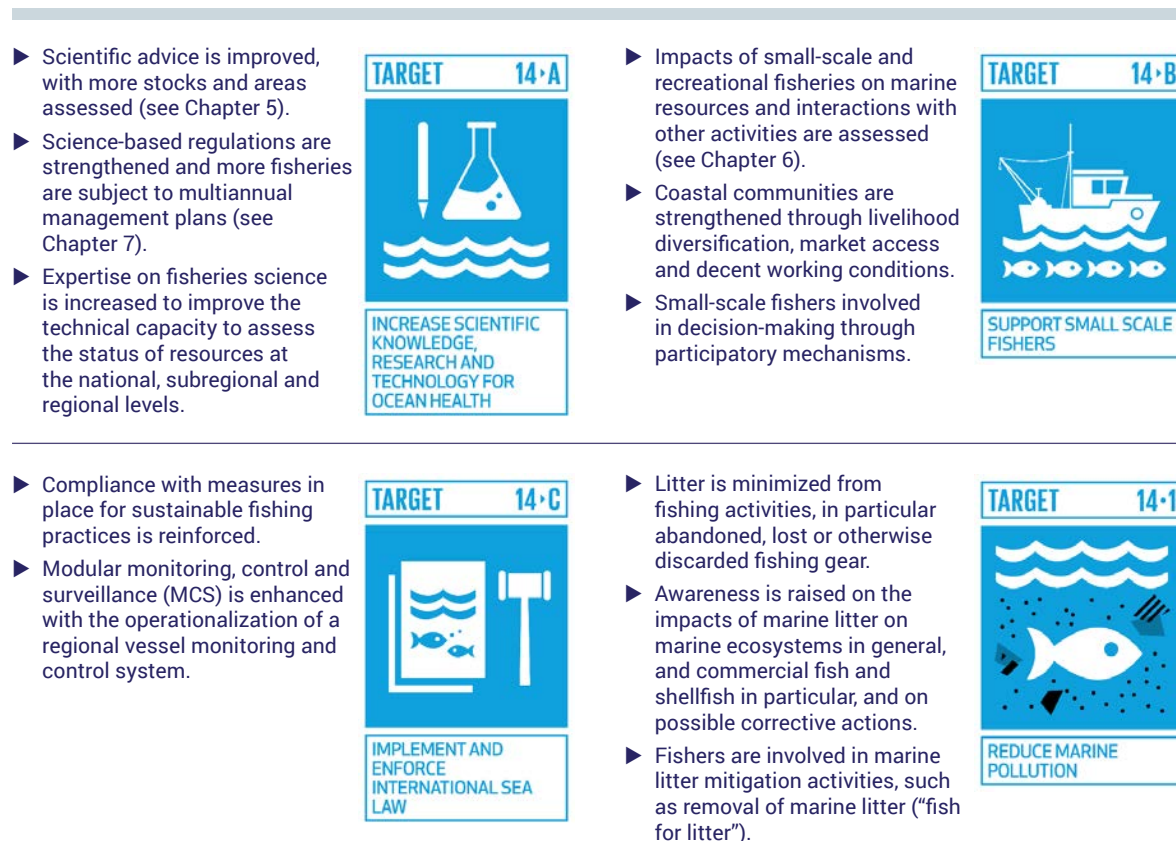 ▶ Scientific advice is improved,
with more stocks and areas
assessed (see Chapter 5).
▶ Science-based regulations are
strengthened and more fisheries
are subject to multiannual
management plans (see
Chapter 7).
▶ Expertise on fisheries science
is increased to improve the
technical capacity to assess
the status of resources at
the national, subregional and
regional levels.
TARGET 14·A
INCREASE SCIENTIFIC
KNOWLEDGE,
RESEARCH AND
TECHNOLOGY FOR
OCEAN HEALTH
▶ Impacts of small-scale and
recreational fisheries on marine
resources and interactions with
other activities are assessed
(see Chapter 6).
▶ Coastal communities are
strengthened through livelihood
diversification, market access
and decent working conditions.
▶ Small-scale fishers involved
in decision-making through
participatory mechanisms.
TARGET 14·B
SUPPORT SMALL SCALE
FISHERS
▶ Compliance with measures in
place for sustainable fishing
practices is reinforced.
▶ Modular monitoring, control and
surveillance (MCS) is enhanced
with the operationalization of a
regional vessel monitoring and
control system.
TARGET 14·C
IMPLEMENT AND
ENFORCE
INTERNATIONAL SEA
LAW
▶ Litter is minimized from
fishing activities, in particular
abandoned, lost or otherwise
discarded fishing gear.
▶ Awareness is raised on the
impacts of marine litter on
marine ecosystems in general,
and commercial fish and
shellfish in particular, and on
possible corrective actions.
▶ Fishers are involved in marine
litter mitigation activities, such
as removal of marine litter (“fish
for litter”).
TARGET 14·1
REDUCE MARINE
POLLUTION